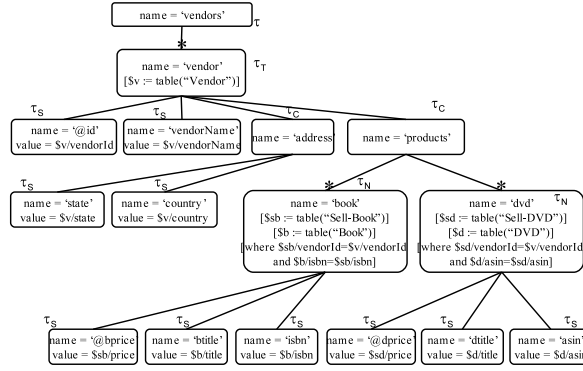 name = ‘vendors’
τ
*
name = ‘vendor’
[$v := table(“Vendor”)]
τT
τS
τS
τC
τC
name = ‘@id’
value = $v/vendorId
name = ‘vendorName’
value = $v/vendorName
name = ‘address’
name = ‘products’
τS
τS
*
τN
*
τN
name = ‘state’
value = $v/state
name = ‘country’
value = $v/country
name = ‘book’
[$sb := table(“Sell-Book”)]
[$b := table(“Book”)]
[where $sb/vendorId=$v/vendorId
and $b/isbn=$sb/isbn]
name = ‘dvd’
[$sd := table(“Sell-DVD”)]
[$d := table(“DVD”)]
[where $sd/vendorId=$v/vendorId
and $d/asin=$sd/asin]
τS
τS
τS
τS
τS
τS
name = ‘@bprice’
value = $sb/price
name = ‘btitle’
value = $b/title
name = ‘isbn’
value = $b/isbn
name = ‘@dprice’
value = $sd/price
name = ‘dtitle’
value = $d/title
name = ‘asin’
value = $d/asin